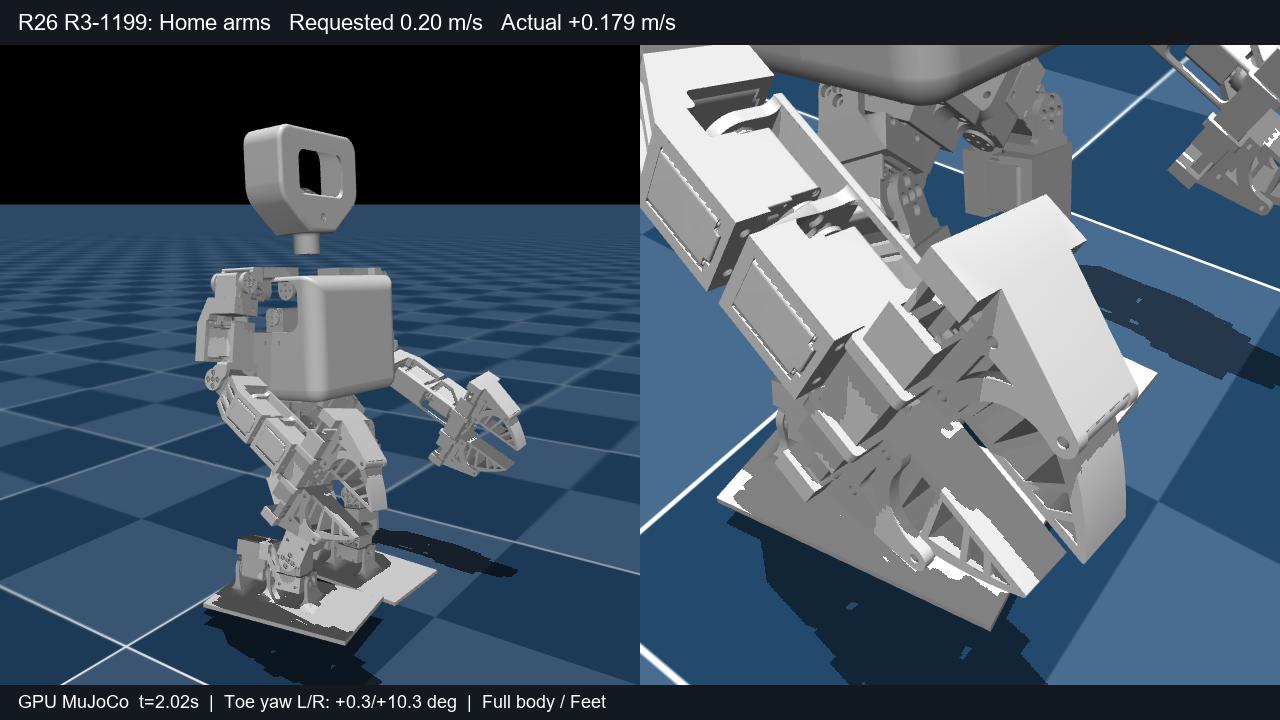 R26 R3-1199: Home arms   Requested 0.20 m/s   Actual +0.179 m/s
GPU MuJoCo  t=2.02s  |  Toe yaw L/R: +0.3/+10.3 deg  |  Full body / Feet